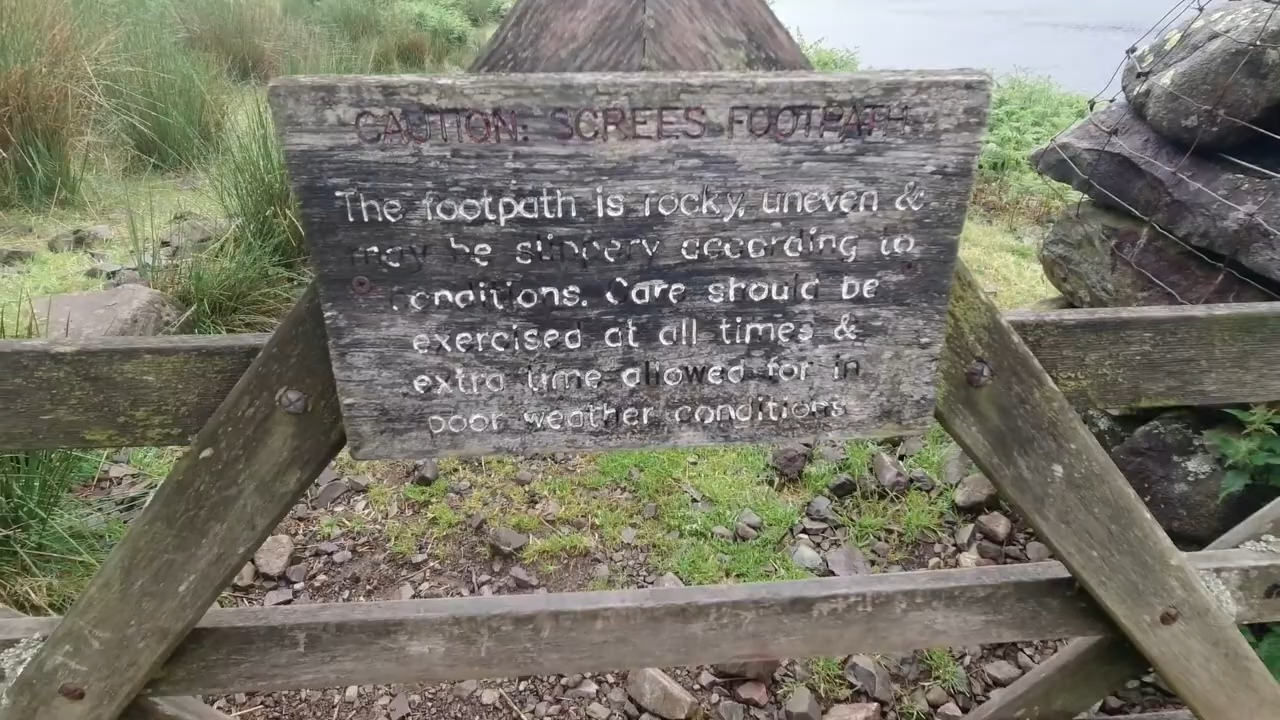 CAUTION: SCREES FOOTPATH
The footpath is rocky, uneven &
may be slippery according to
conditions. Care should be
exercised at all times &
extra time allowed for in
poor weather conditions